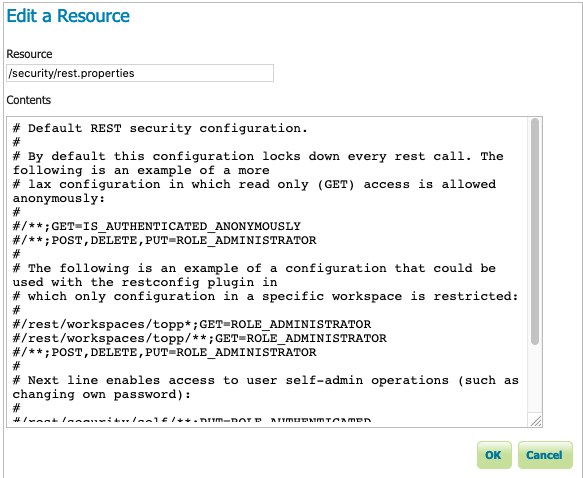 Edit a Resource
Resource
/security/rest.properties
Contents
# Default REST security configuration.
#
# By default this configuration locks down every rest call. The
following is an example of a more
# lax configuration in which read only (GET) access is allowed
anonymously:
#
#/**;GET=IS_AUTHENTICATED_ANONYMOUSLY
#/**;POST,DELETE,PUT=ROLE_ADMINISTRATOR
#
# The following is an example of a configuration that could be
used with the restconfig plugin in
# which only configuration in a specific workspace is restricted:
#
#/rest/workspaces/topp*;GET=ROLE_ADMINISTRATOR
#/rest/workspaces/topp/**;GET=ROLE_ADMINISTRATOR
#/**;POST,DELETE,PUT=ROLE_ADMINISTRATOR
#
# Next line enables access to user self-admin operations (such as
changing own password):
#
#/rest/security/self/**;PUT=ROLE_AUTHENTICATED
OK Cancel